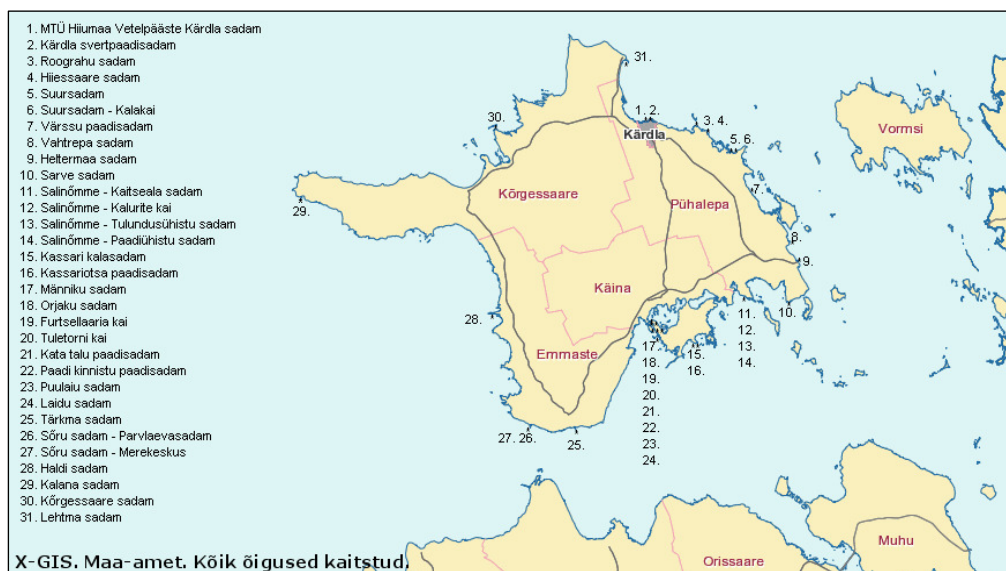 1. MTÜ Hiiumaa Vetelpääste Kärdla sadam
2. Kärdla svertpaadisadam
3. Roograhu sadam
4. Hiiessaare sadam
5. Suursadam
6. Suursadam - Kalakai
7. Värssu paadisadam
8. Vahtrepa sadam
9. Heltermaa sadam
10. Sarve sadam
11. Salinõmme - Kaitseala sadam
12. Salinõmme - Kalurite kai
13. Salinõmme - Tulundusühistu sadam
14. Salinõmme - Paadiühistu sadam
15. Kassari kalasadam
16. Kassariotsa paadisadam
17. Männiku sadam
18. Orjaku sadam
19. Furtsellaaria kai
20. Tuletorni kai
21. Kata talu paadisadam
22. Paadi kinnistu paadisadam
23. Puulaiu sadam
24. Laidu sadam
25. Tärkma sadam
26. Sõru sadam - Parvlaevasadam
27. Sõru sadam - Merekeskus
28. Haldi sadam
29. Kalana sadam
30. Kõrgessaare sadam
31. Lehtma sadam
31.
1. 2.
30.
3. 4.
Kärdla
Vormsi
5. 6.
7.
Kõrgessaare
Pühalepa
29.
8.
9.
Käina
10.
11.
12.
13.
14.
28.
Emmaste
15.
16.
17.
18.
19.
20.
21.
22.
23.
24.
27. 26.
25.
Muhu
Orissaare
X-GIS. Maa-amet. Kõik õigused kaitstud.